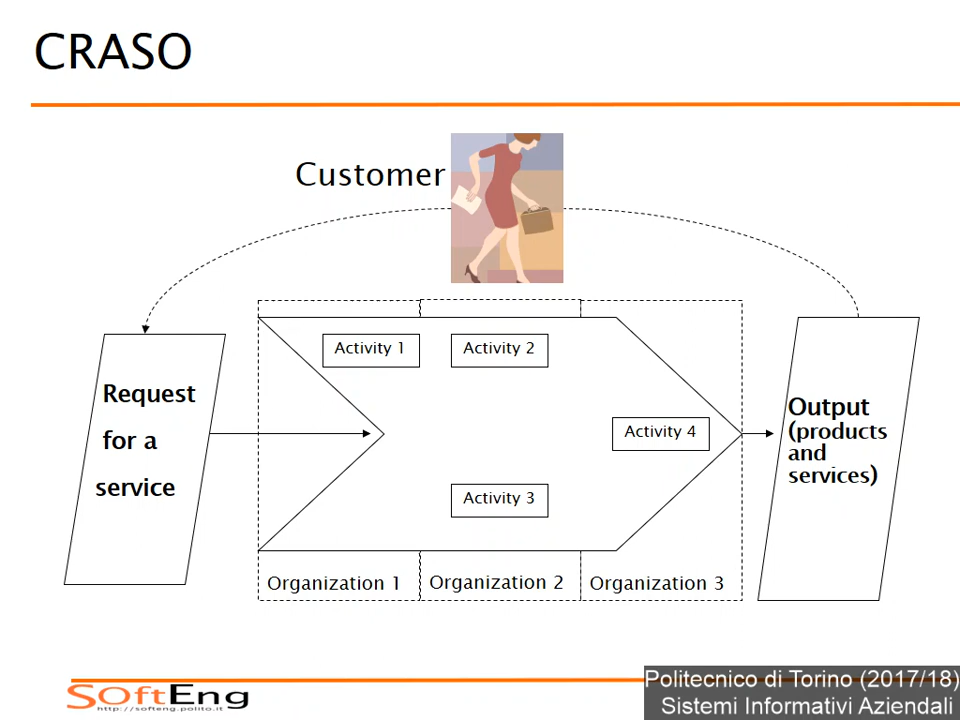 CRASO
Customer
Activity 1
Activity 2
Request
for a
service
Output
(products
and
services)
Activity 4
Activity 3
Organization 1
Organization 2
Organization 3
SoftEng
http://softeng.polito.it
Politecnico di Torino (2017/18)
Sistemi Informativi Aziendali